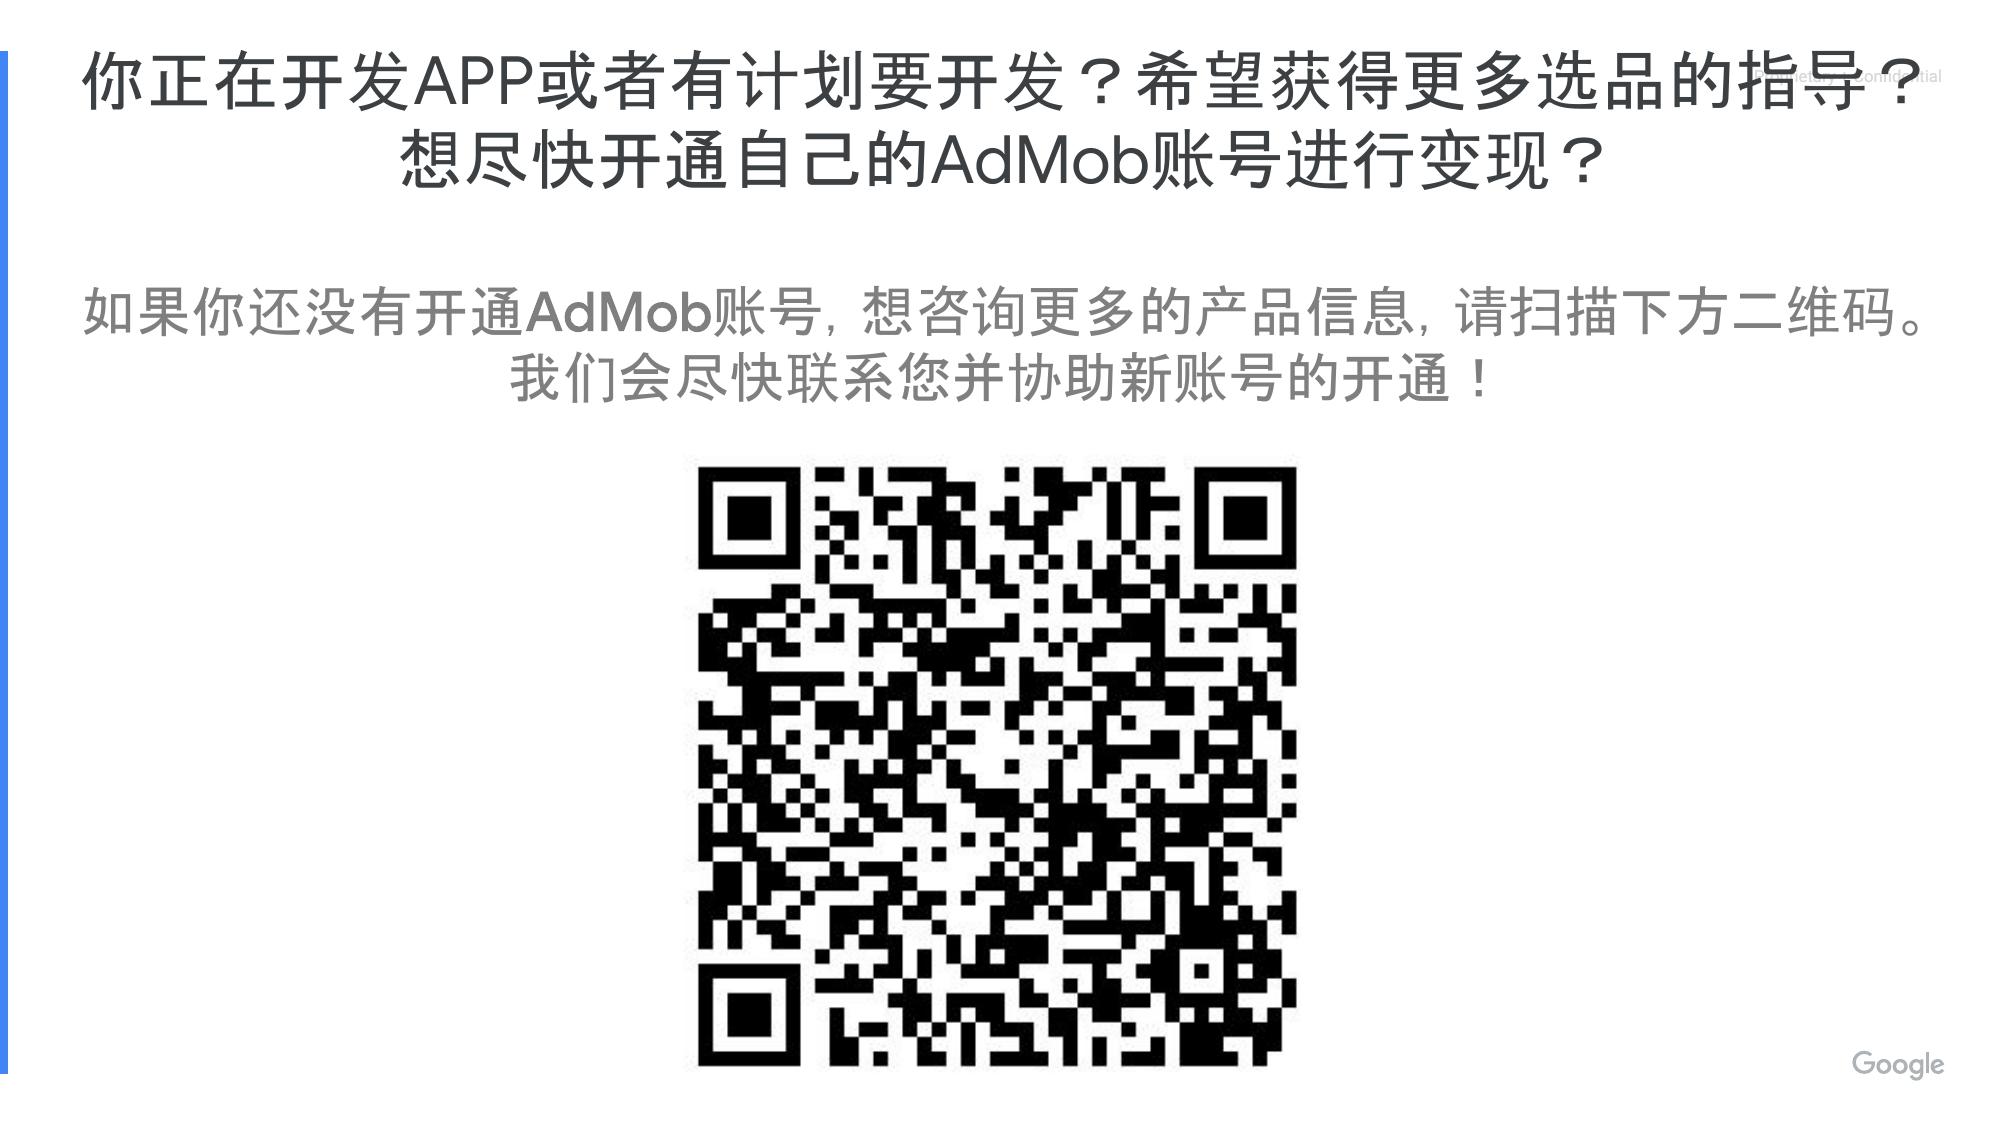 Proprietary + Confidential
你正在开发APP或者有计划要开发？希望获得更多选品的指导？
想尽快开通自己的AdMob账号进行变现？
如果你还没有开通AdMob账号, 想咨询更多的产品信息, 请扫描下方二维码。
我们会尽快联系您并协助新账号的开通！
Google